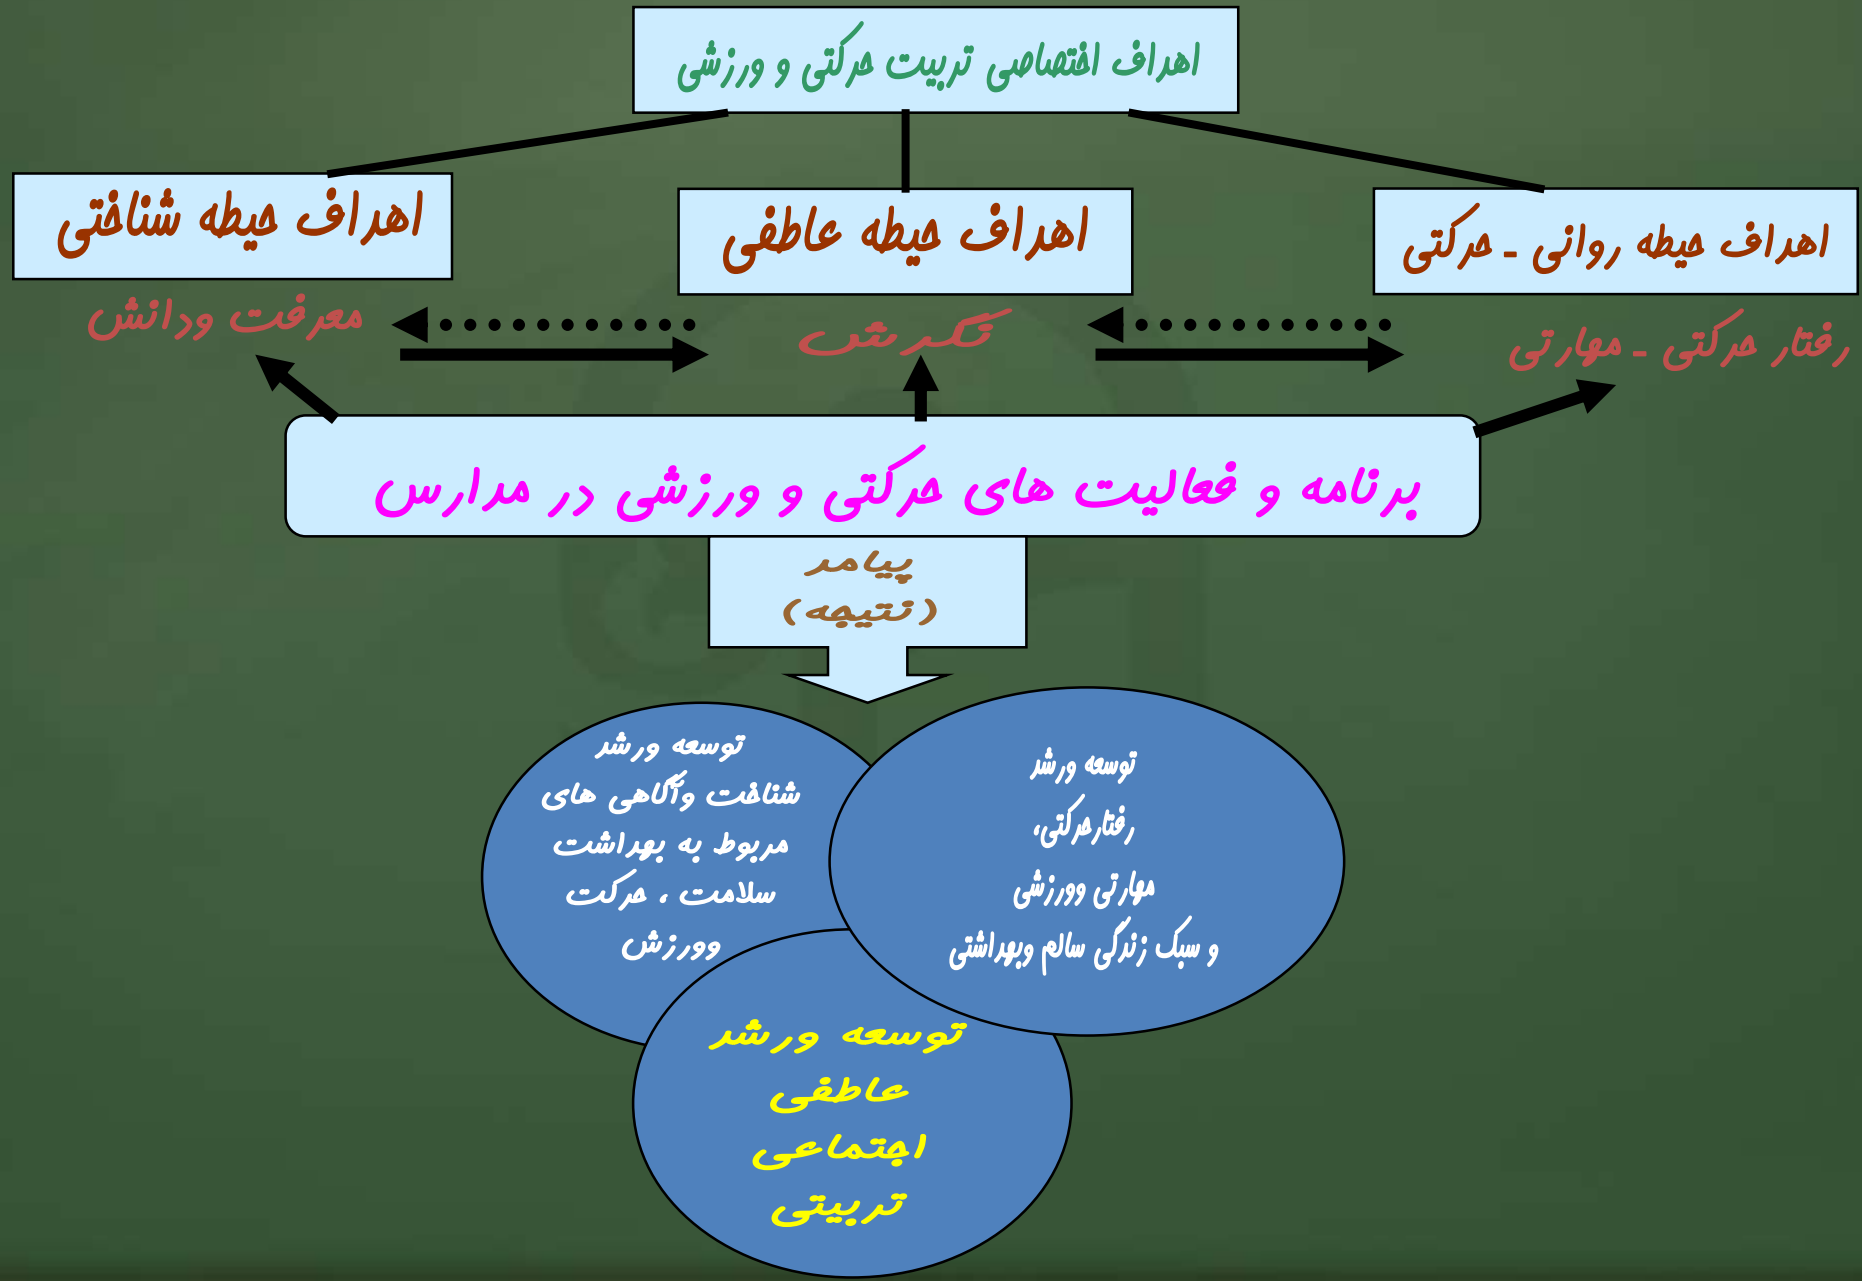 اهداف اختصاصی تربیت حرکتی و ورزشی
اهداف حیطه روانی ـ حرکتی
اهداف حیطه عاطفی
اهداف حیطه شناختی
رفتار حرکتی ـ مهارتی
نگرش
معرفت ودانش
برنامه و فعالیت های حرکتی و ورزشی در مدارس
پیامد
(نتیجه)
توسعه ورشد
رفتارحرکتی،
مهارتی وورزشی
و سبک زندگی سالم وبهداشتی
توسعه ورشد
شناخت وآگاهی های
مربوط به بهداشت
سلامت ، حرکت
وورزش
توسعه ورشد
عاطفی
اجتماعی
تربیتی